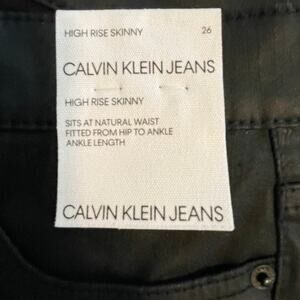 HIGH RISE SKINNY 26
CALVIN KLEIN JEANS
HIGH RISE SKINNY
SITS AT NATURAL WAIST
FITTED FROM HIP TO ANKLE
ANKLE LENGTH
CALVIN KLEIN JEANS